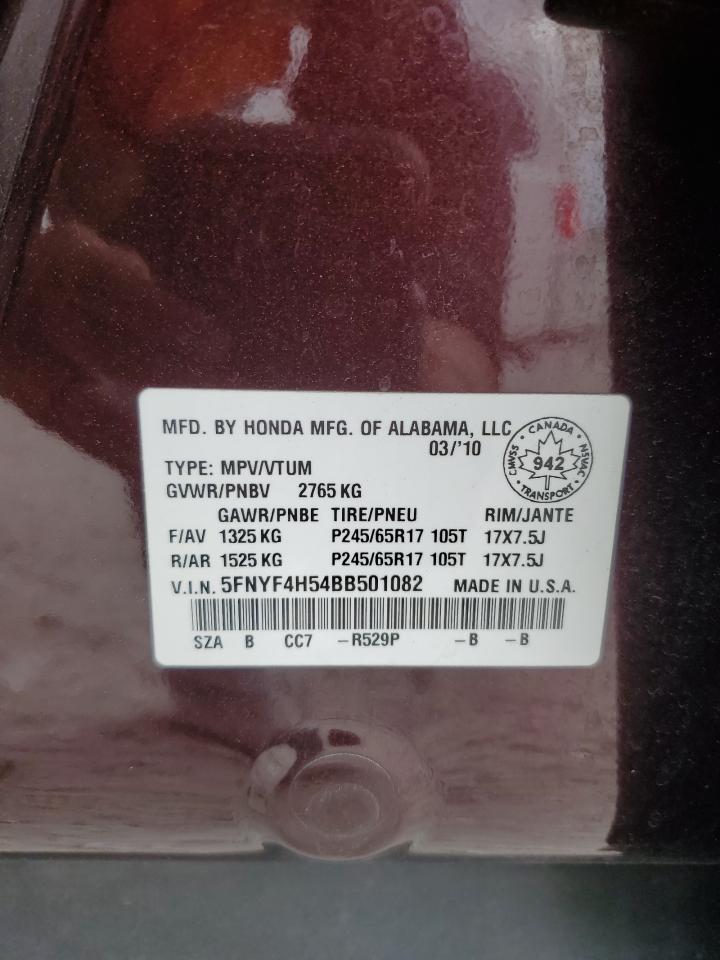 MFD. BY HONDA MFG. OF ALABAMA, LLC
03/'10
TYPE: MPV/VTUM
GVWR/PNBV 2765 KG
CANADA
CMVSS 942 NSVAC
TRANSPORT
GAWR/PNBE TIRE/PNEU RIM/JANTE
F/AV 1325 KG P245/65R17 105T 17X7.5J
R/AR 1525 KG P245/65R17 105T 17X7.5J
V.I.N. 5FNYF4H54BB501082 MADE IN U.S.A.
SZA B CC7 -R529P -B -B